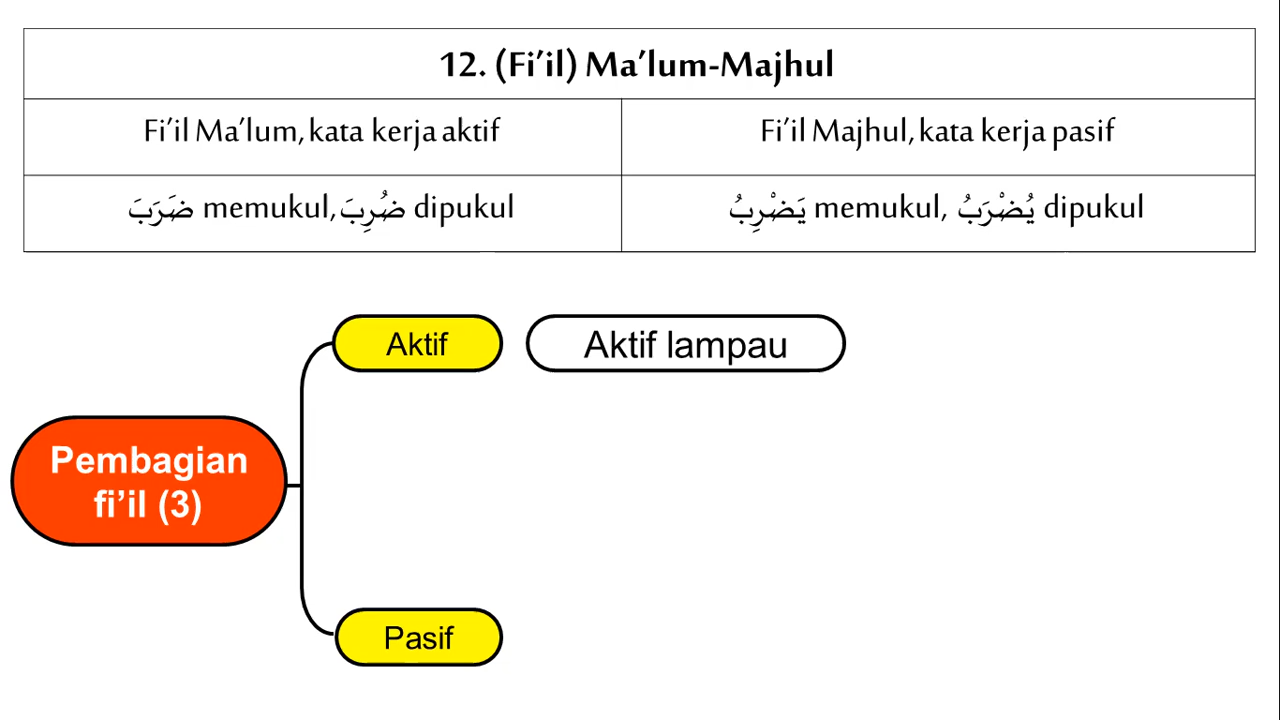 12. (Fi’il) Ma’lum-Majhul
Fi’il Ma’lum, kata kerja aktif
Fi’il Majhul, kata kerja pasif
ضَرَبَ memukul, ضُرِبَ dipukul
يَضْرِبُ memukul, يُضْرَبُ dipukul
Aktif
Aktif lampau
Pembagian
fi’il (3)
Pasif